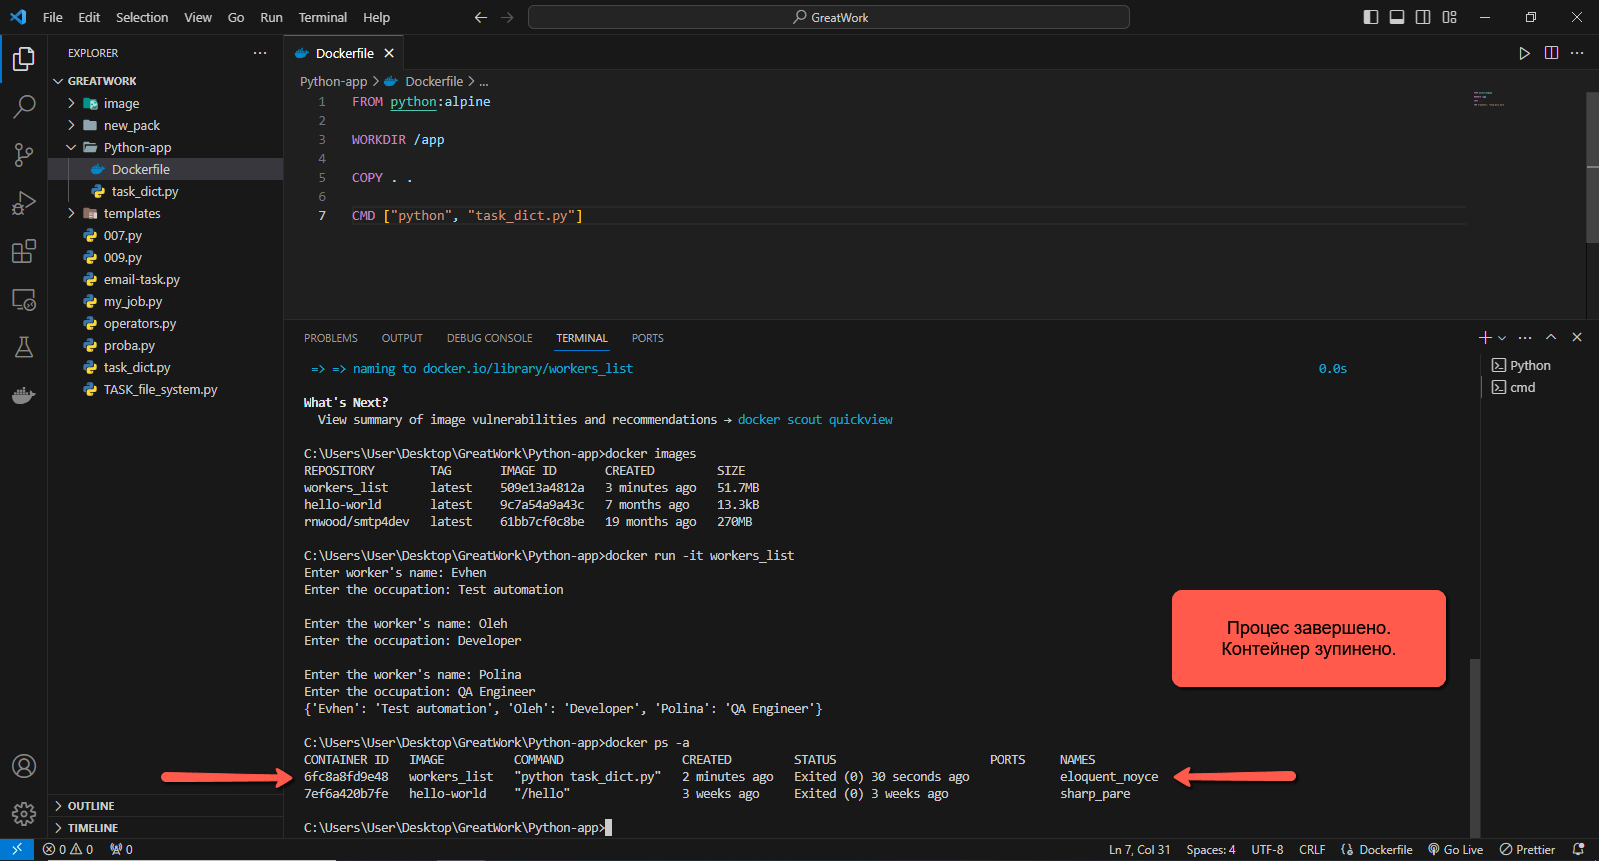 File Edit Selection View Go Run Terminal Help
GreatWork
EXPLORER
GREATWORK
image
new_pack
Python-app
Dockerfile
task_dict.py
templates
007.py
009.py
email-task.py
my_job.py
operators.py
proba.py
task_dict.py
TASK_file_system.py
OUTLINE
TIMELINE
Dockerfile
Python-app > Dockerfile > ...
1 FROM python:alpine
2
3 WORKDIR /app
4
5 COPY . .
6
7 CMD ["python", "task_dict.py"]
PROBLEMS OUTPUT DEBUG CONSOLE TERMINAL PORTS
Python
cmd
=> => naming to docker.io/library/workers_list 0.0s
What's Next?
View summary of image vulnerabilities and recommendations → docker scout quickview
C:\Users\User\Desktop\GreatWork\Python-app>docker images
REPOSITORY TAG IMAGE ID CREATED SIZE
workers_list latest 509e13a4812a 3 minutes ago 51.7MB
hello-world latest 9c7a54a9a43c 7 months ago 13.3kB
rnwood/smtp4dev latest 61bb7cf0c8be 19 months ago 270MB
C:\Users\User\Desktop\GreatWork\Python-app>docker run -it workers_list
Enter worker's name: Evhen
Enter the occupation: Test automation
Enter the worker's name: Oleh
Enter the occupation: Developer
Enter the worker's name: Polina
Enter the occupation: QA Engineer
{'Evhen': 'Test automation', 'Oleh': 'Developer', 'Polina': 'QA Engineer'}
Процес завершено.
Контейнер зупинено.
C:\Users\User\Desktop\GreatWork\Python-app>docker ps -a
CONTAINER ID IMAGE COMMAND CREATED STATUS PORTS NAMES
6fc8a8fd9e48 workers_list "python task_dict.py" 2 minutes ago Exited (0) 30 seconds ago eloquent_noyce
7ef6a420b7fe hello-world "/hello" 3 weeks ago Exited (0) 3 weeks ago sharp_pare
C:\Users\User\Desktop\GreatWork\Python-app>
0 0 0 Ln 7, Col 31 Spaces: 4 UTF-8 CRLF Dockerfile Go Live Prettier